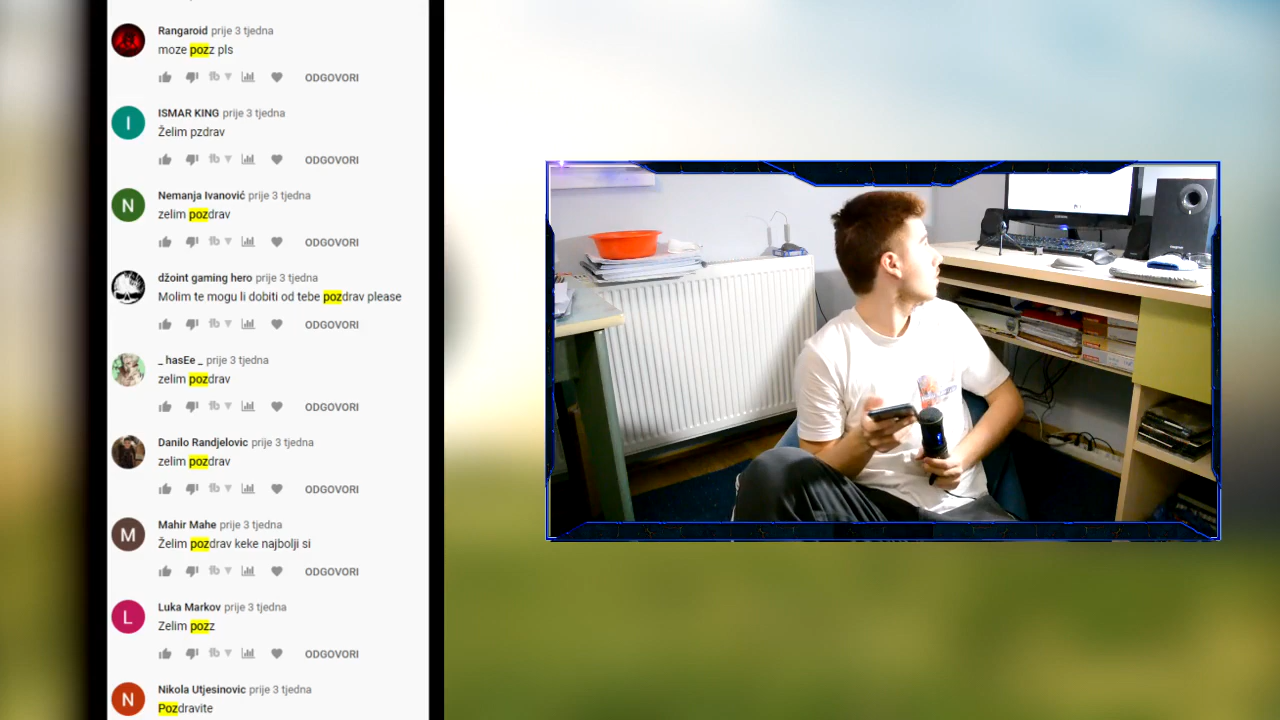 Rangaroid prije 3 tjedna
moze pozz pls
ODGOVORI
ISMAR KING prije 3 tjedna
Želim pzdrav
ODGOVORI
Nemanja Ivanović prije 3 tjedna
zelim pozdrav
ODGOVORI
džoint gaming hero prije 3 tjedna
Molim te mogu li dobiti od tebe pozdrav please
ODGOVORI
_ hasEe _ prije 3 tjedna
zelim pozdrav
ODGOVORI
Danilo Randjelovic prije 3 tjedna
zelim pozdrav
ODGOVORI
Mahir Mahe prije 3 tjedna
Želim pozdrav keke najbolji si
ODGOVORI
Luka Markov prije 3 tjedna
Zelim pozz
ODGOVORI
Nikola Utjesinovic prije 3 tjedna
Pozdravite